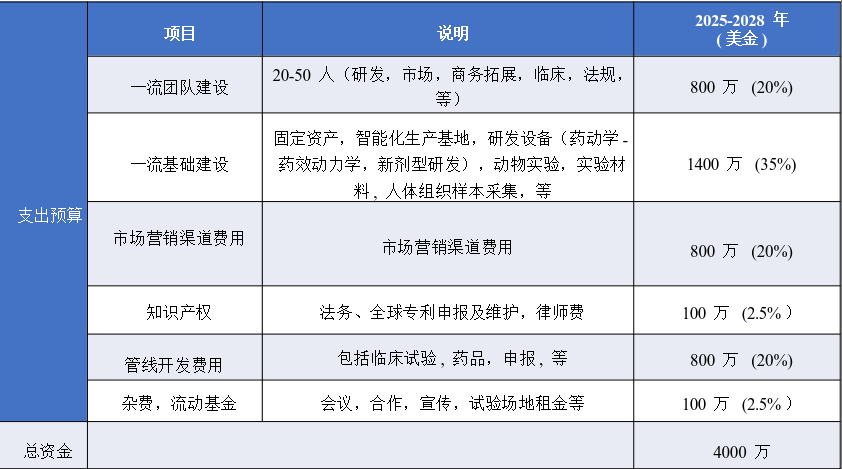 项目
说明
2025-2028 年
(美金)
支出预算
一流团队建设
20-50 人（研发，市场，商务拓展，临床，法规，
等）
800 万 (20%)
一流基础建设
固定资产，智能化生产基地，研发设备（药动学-
药效动力学，新剂型研发），动物实验，实验材
料, 人体组织样本采集，等
1400 万 (35%)
市场营销渠道费用
市场营销渠道费用
800 万 (20%)
知识产权
法务、全球专利申报及维护，律师费
100 万 (2.5%）
管线开发费用
包括临床试验, 药品，申报, 等
800 万 (20%)
杂费，流动基金
会议，合作，宣传，试验场地租金等
100 万 (2.5%）
总资金
4000 万